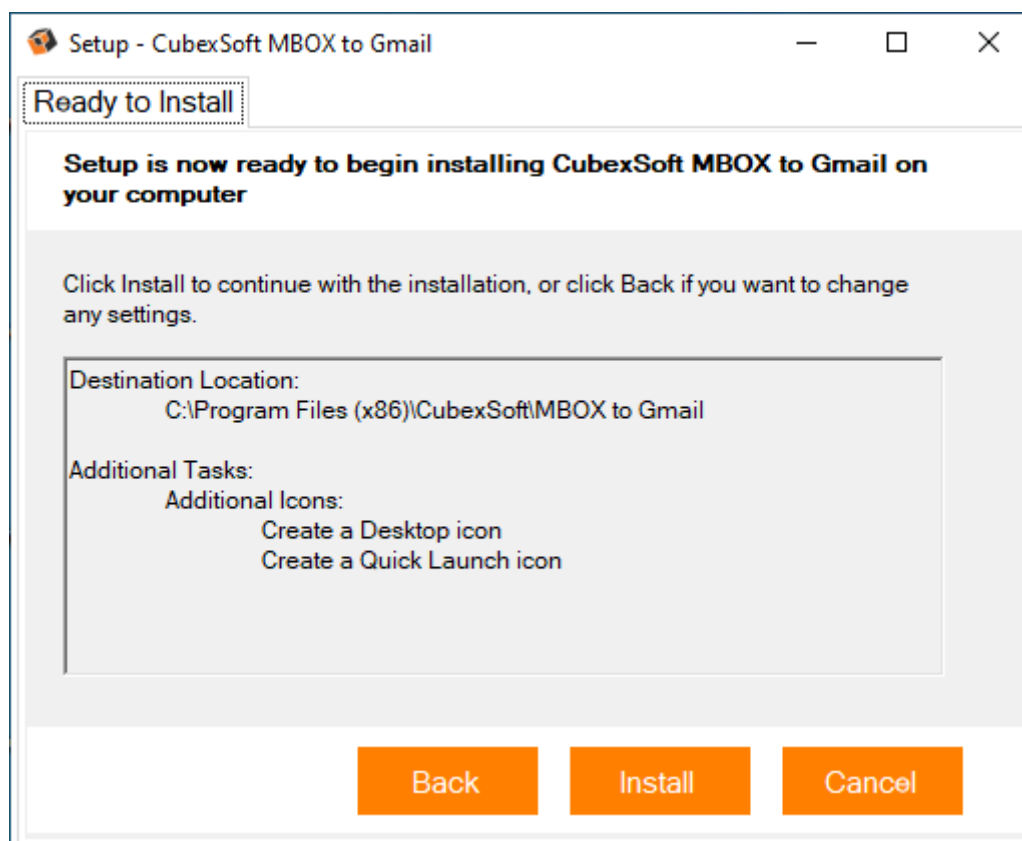 Setup - CubexSoft MBOX to Gmail
Ready to Install
Setup is now ready to begin installing CubexSoft MBOX to Gmail on
your computer
Click Install to continue with the installation, or click Back if you want to change
any settings.
Destination Location:
C:\Program Files (x86)\CubexSoft\MBOX to Gmail
Additional Tasks:
Additional Icons:
Create a Desktop icon
Create a Quick Launch icon
Back Install Cancel